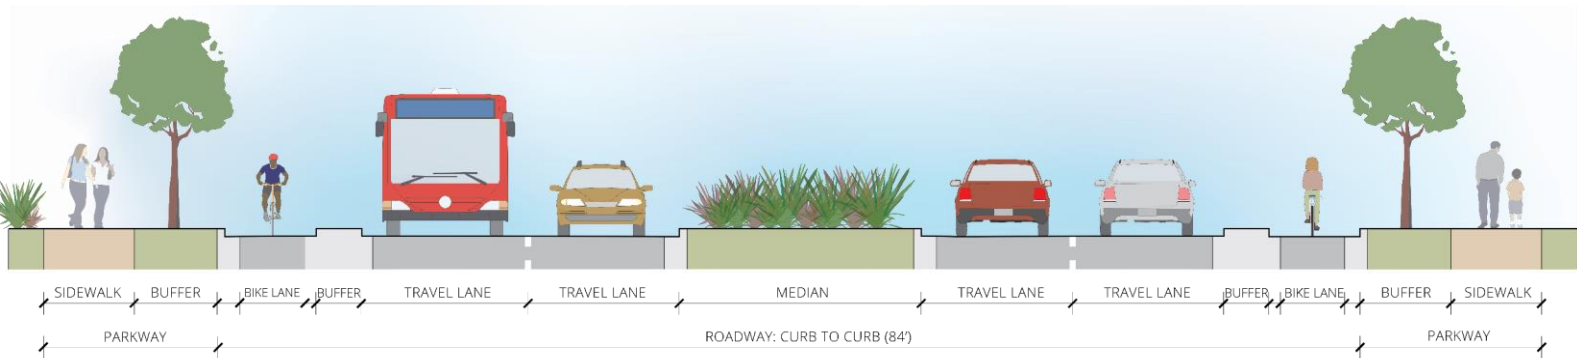 SIDEWALK BUFFER BIKE LANE BUFFER TRAVEL LANE TRAVEL LANE MEDIAN TRAVEL LANE TRAVEL LANE BUFFER BIKE LANE BUFFER SIDEWALK
PARKWAY ROADWAY: CURB TO CURB (84') PARKWAY